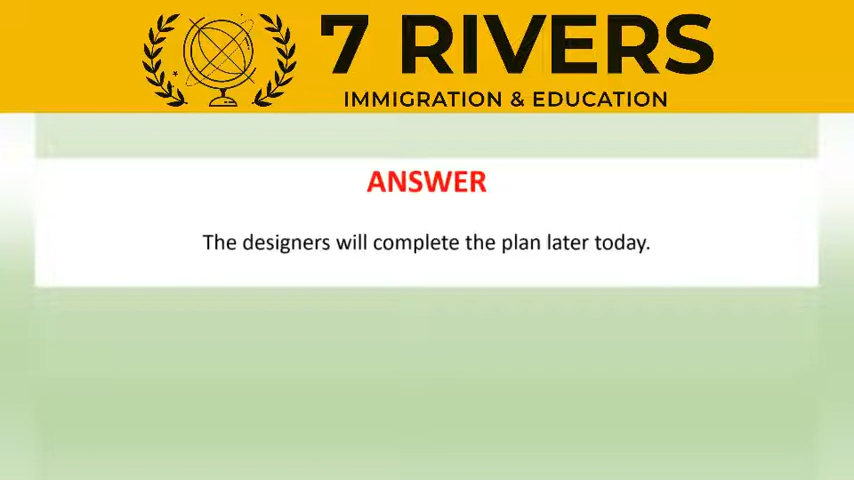 7 RIVERS
IMMIGRATION & EDUCATION
ANSWER
The designers will complete the plan later today.